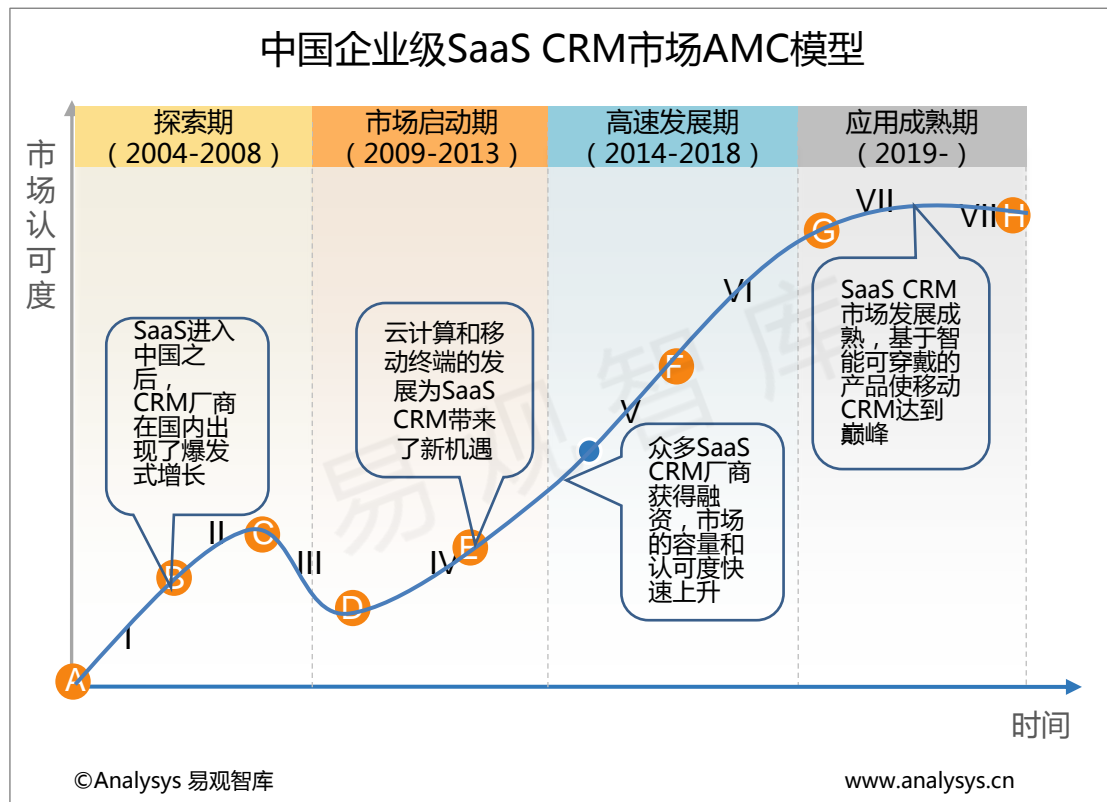 中国企业级SaaS CRM市场AMC模型
探索期
（2004-2008）
市场启动期
（2009-2013）
高速发展期
（2014-2018）
应用成熟期
（2019-）
市
场
认
可
度
SaaS进入
中国之
后，
CRM厂商
在国内出
现了爆发
式增长
云计算和移
动终端的发
展为SaaS
CRM带来
了新机遇
众多SaaS
CRM厂商
获得融
资，市场
的容量和
认可度快
速上升
SaaS CRM
市场发展成
熟，基于智
能可穿戴的
产品使移动
CRM达到
巅峰
A
I
B
II
C
III
D
IV
E
V
F
VI
G
VII
VII
H
易观智库
时间
©Analysys 易观智库
www.analysys.cn